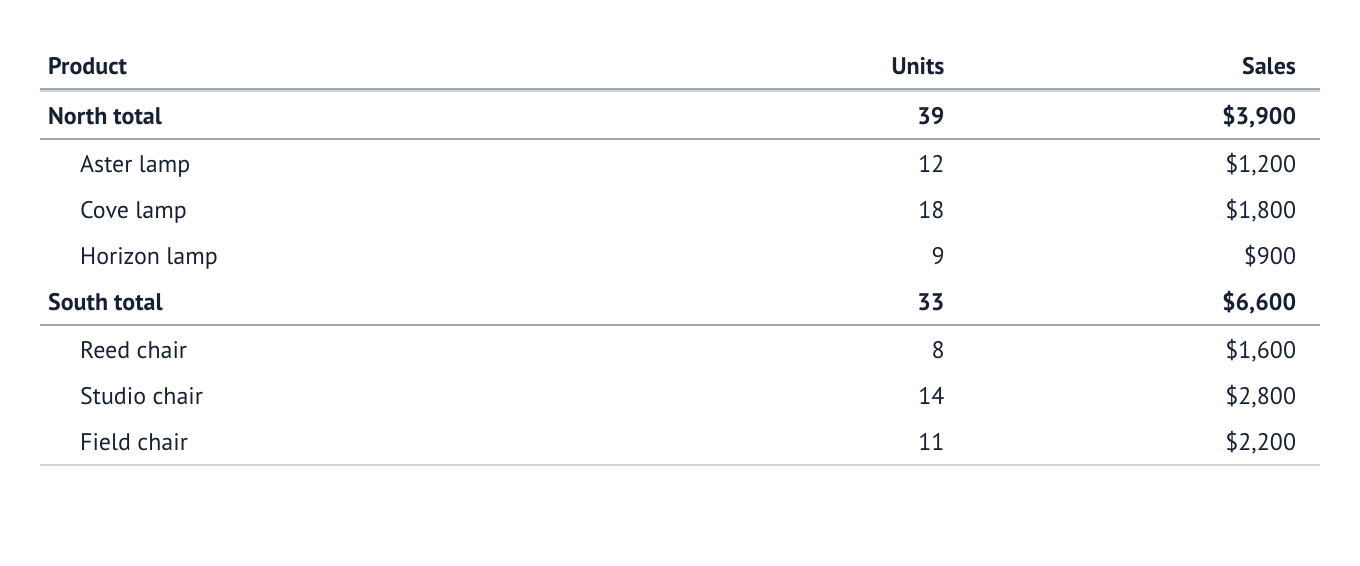 Product Units Sales
North total 39 $3,900
Aster lamp 12 $1,200
Cove lamp 18 $1,800
Horizon lamp 9 $900
South total 33 $6,600
Reed chair 8 $1,600
Studio chair 14 $2,800
Field chair 11 $2,200